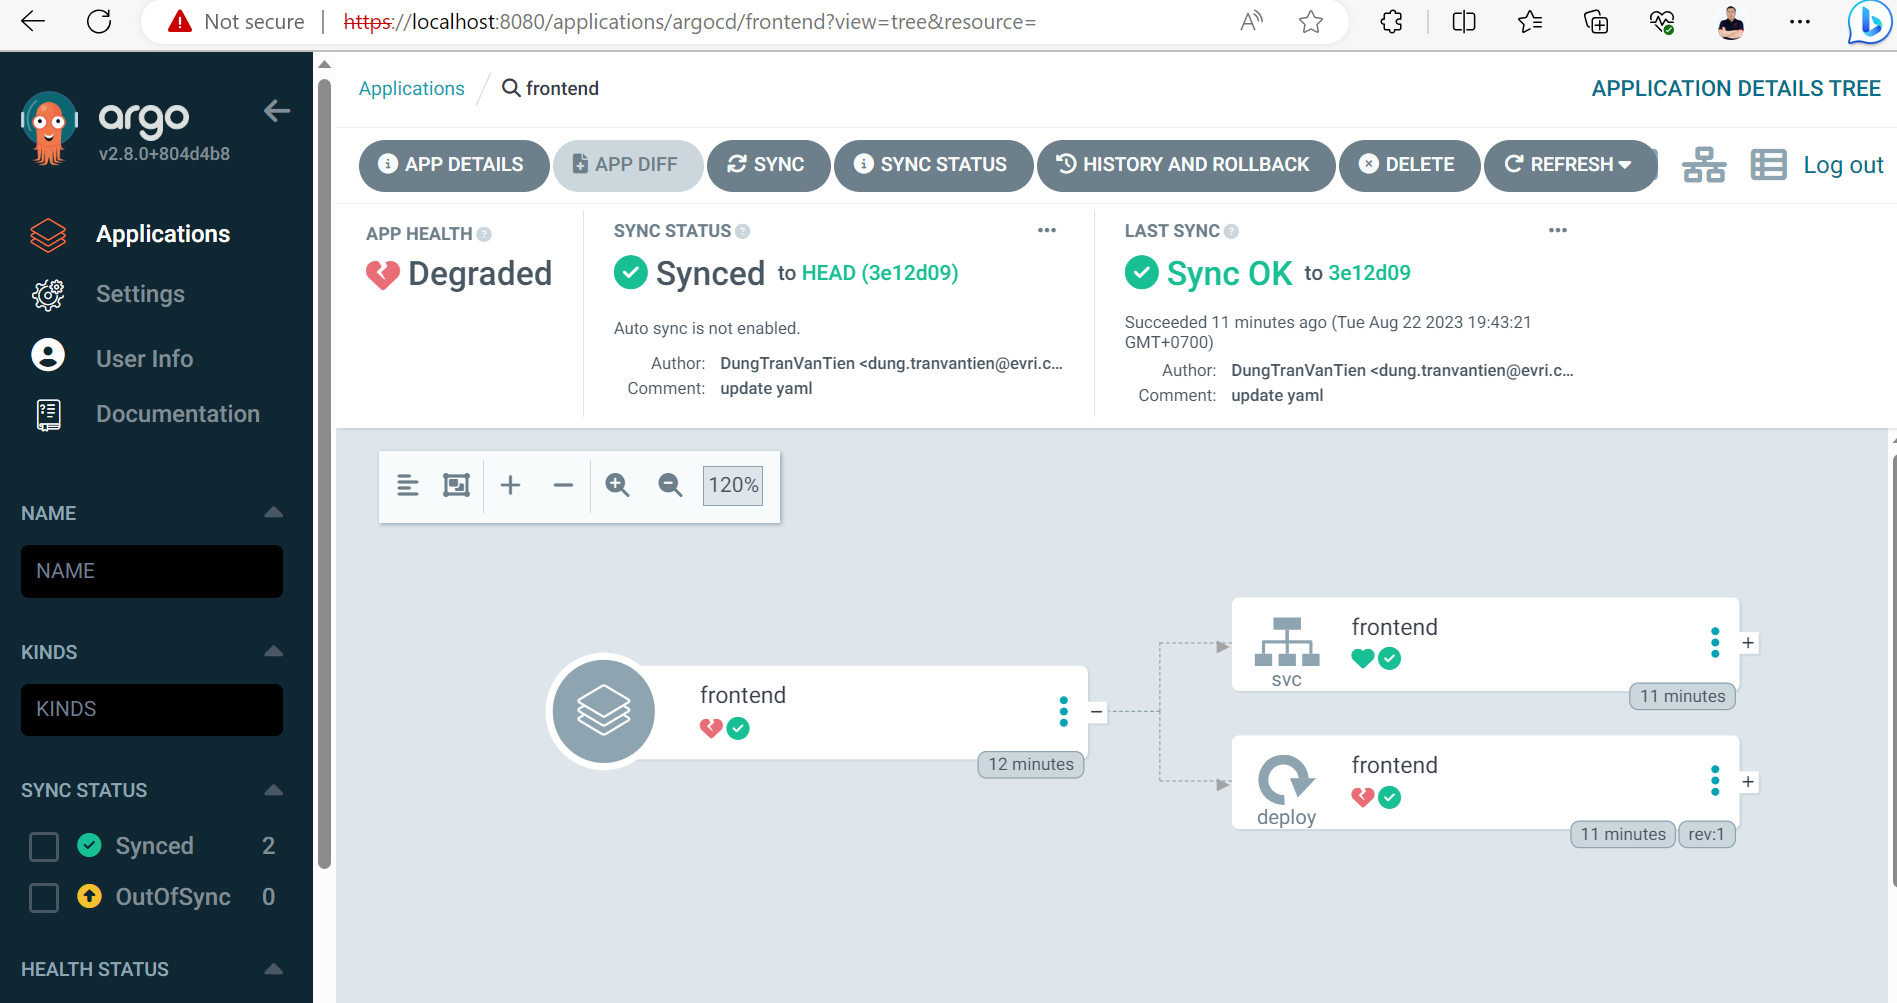 Not secure | https://localhost:8080/applications/argocd/frontend?view=tree&resource=
argo
v2.8.0+804d4b8
Applications
Settings
User Info
Documentation
NAME
NAME
KINDS
KINDS
SYNC STATUS
Synced 2
OutOfSync 0
HEALTH STATUS
Applications / frontend
APPLICATION DETAILS TREE
APP DETAILS APP DIFF SYNC SYNC STATUS HISTORY AND ROLLBACK DELETE REFRESH Log out
APP HEALTH
Degraded
SYNC STATUS
Synced to HEAD (3e12d09)
Auto sync is not enabled.
Author: DungTranVanTien <dung.tranvantien@evri.c...
Comment: update yaml
LAST SYNC
Sync OK to 3e12d09
Succeeded 11 minutes ago (Tue Aug 22 2023 19:43:21
GMT+0700)
Author: DungTranVanTien <dung.tranvantien@evri.c...
Comment: update yaml
120%
frontend
12 minutes
frontend
svc
11 minutes
frontend
deploy
11 minutes rev:1